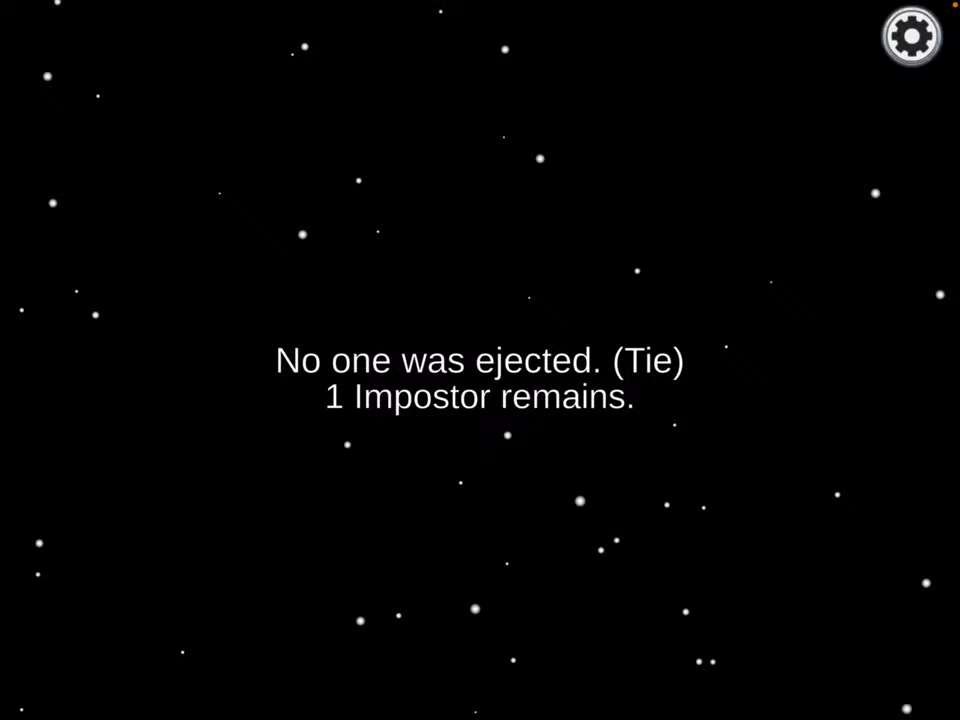 No one was ejected. (Tie)
1 Impostor remains.